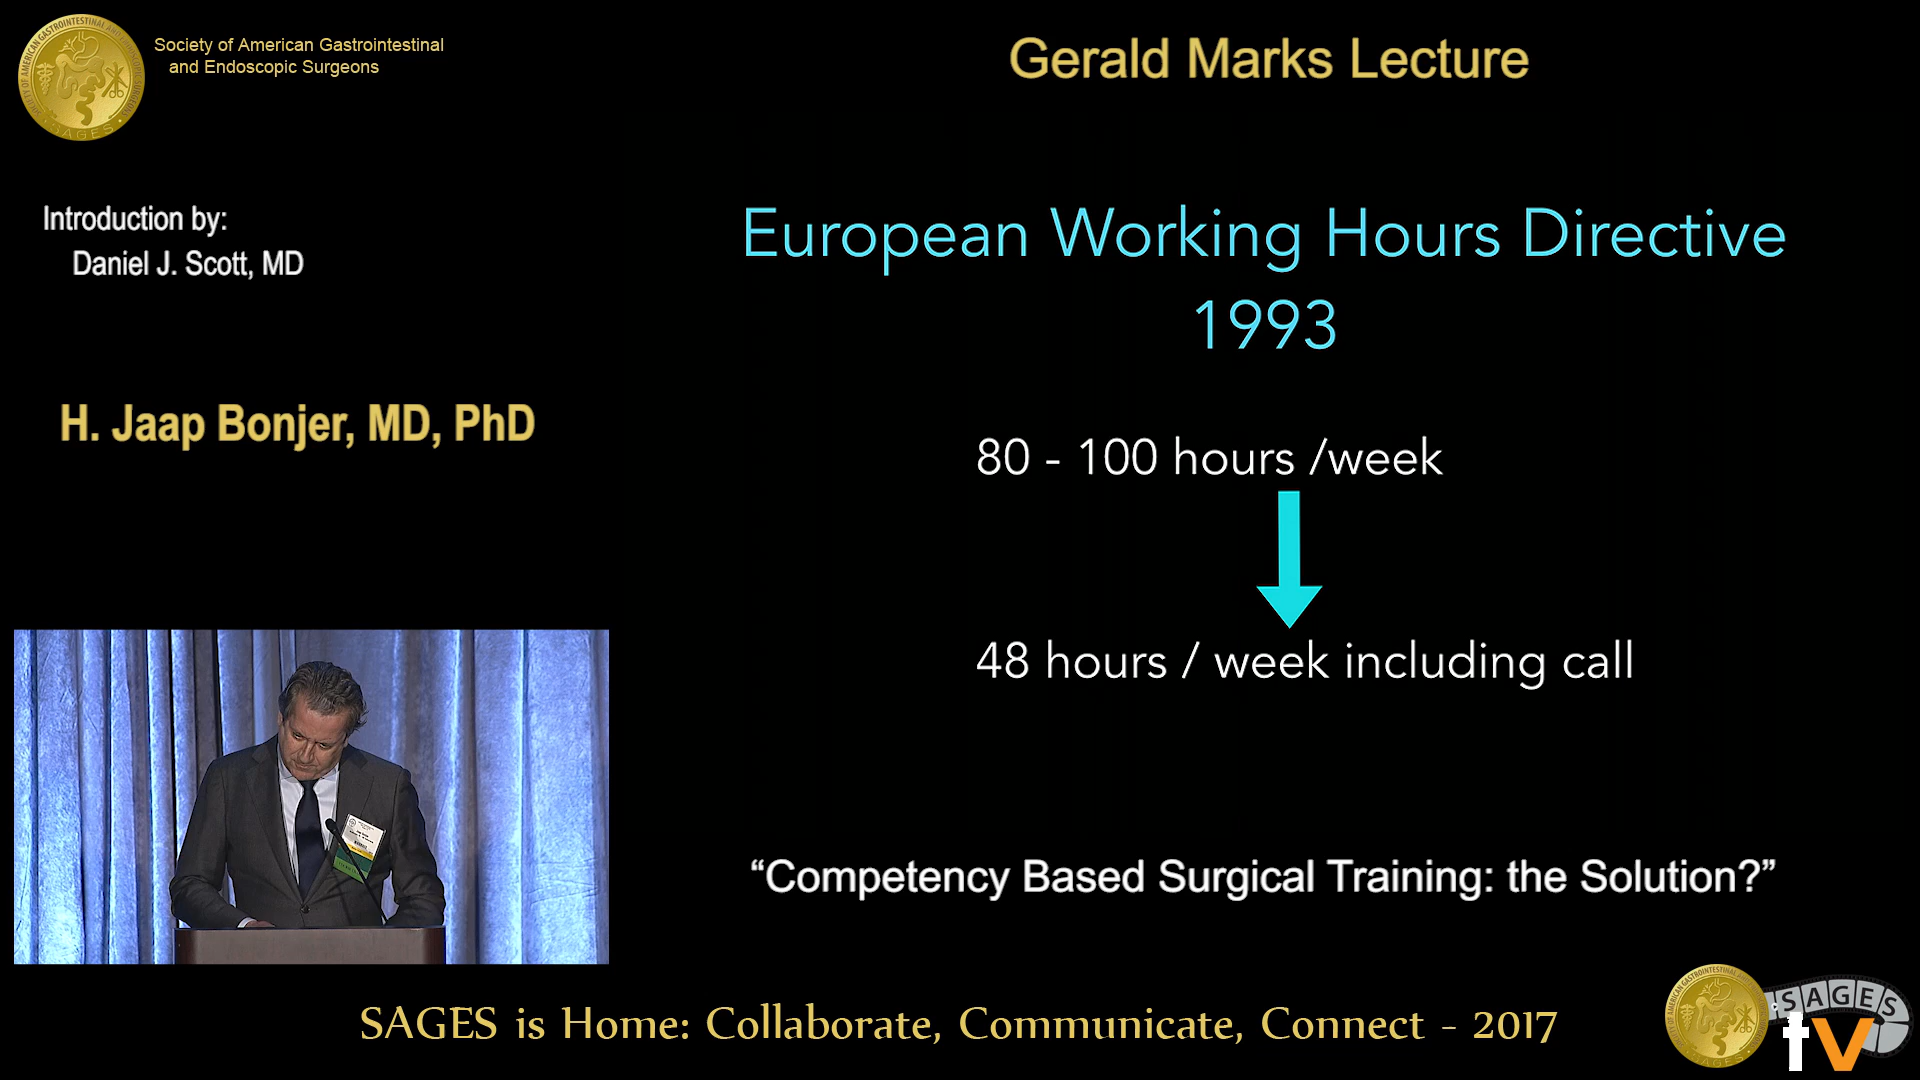 Society of American Gastrointestinal
and Endoscopic Surgeons
Gerald Marks Lecture
Introduction by:
Daniel J. Scott, MD
European Working Hours Directive
1993
H. Jaap Bonjer, MD, PhD
80 - 100 hours /week
48 hours / week including call
“Competency Based Surgical Training: the Solution?”
SAGES is Home: Collaborate, Communicate, Connect - 2017
SAGES
tv